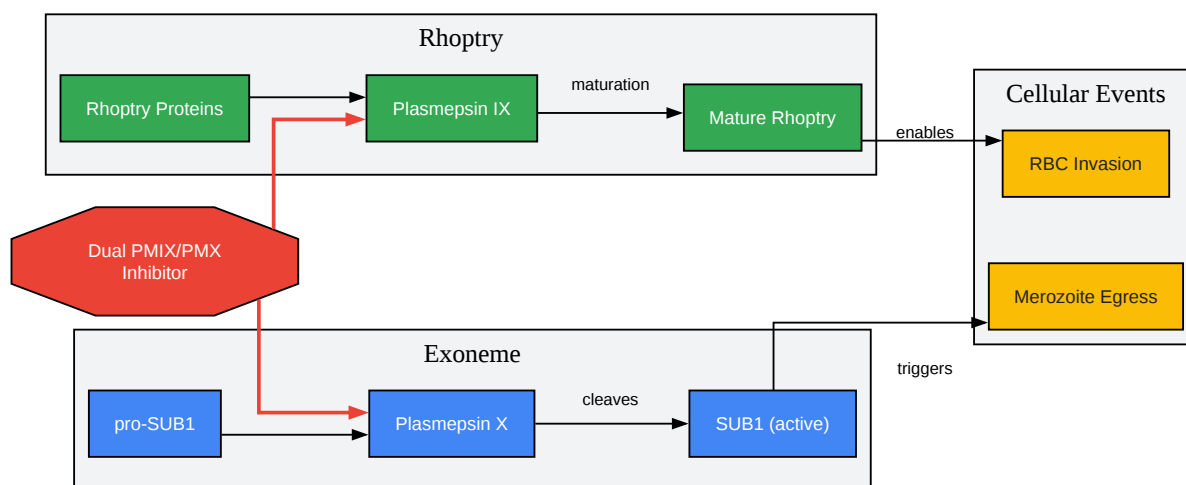 Rhoptry
Rhoptry Proteins
Plasmepsin IX
maturation
Mature Rhoptry
enables
Cellular Events
RBC Invasion
Merozoite Egress
Dual PMIX/PMX
Inhibitor
Exoneme
pro-SUB1
Plasmepsin X
cleaves
SUB1 (active)
triggers